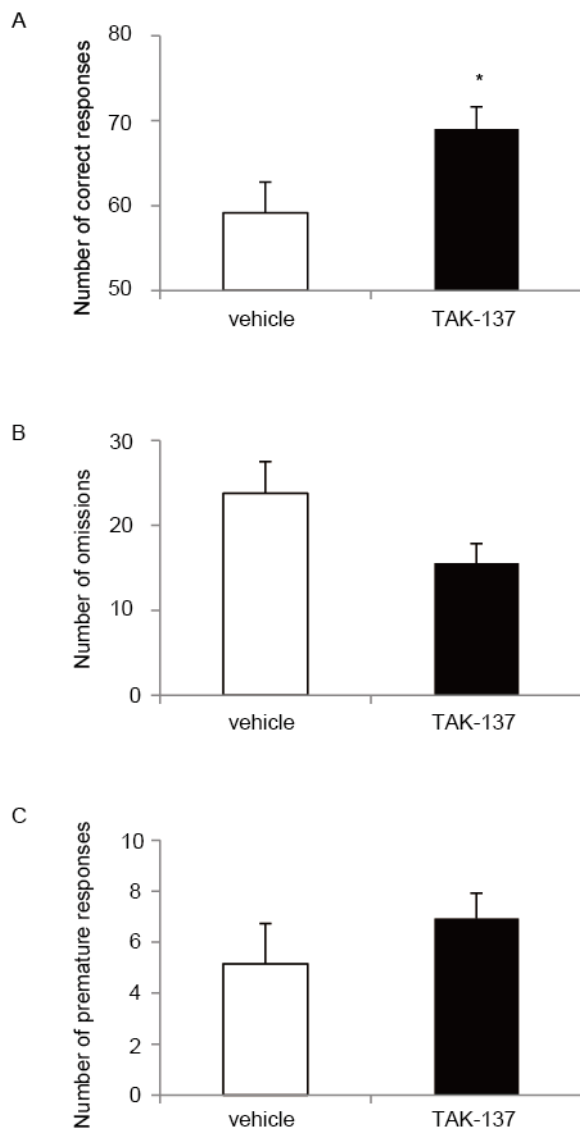 A
Number of correct responses
80
70
60
50
*
vehicle TAK-137
B
Number of omissions
30
20
10
0
vehicle TAK-137
C
Number of premature responses
10
8
6
4
2
0
vehicle TAK-137